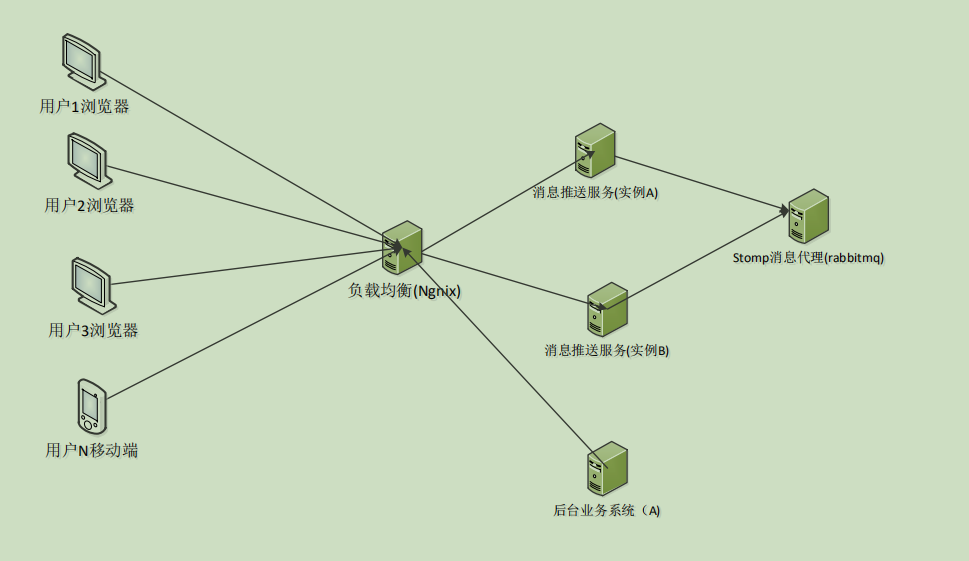 用户1浏览器
用户2浏览器
用户3浏览器
用户N移动端
负载均衡(Ngnix)
消息推送服务(实例A)
消息推送服务(实例B)
Stomp消息代理(rabbitmq)
后台业务系统（A)